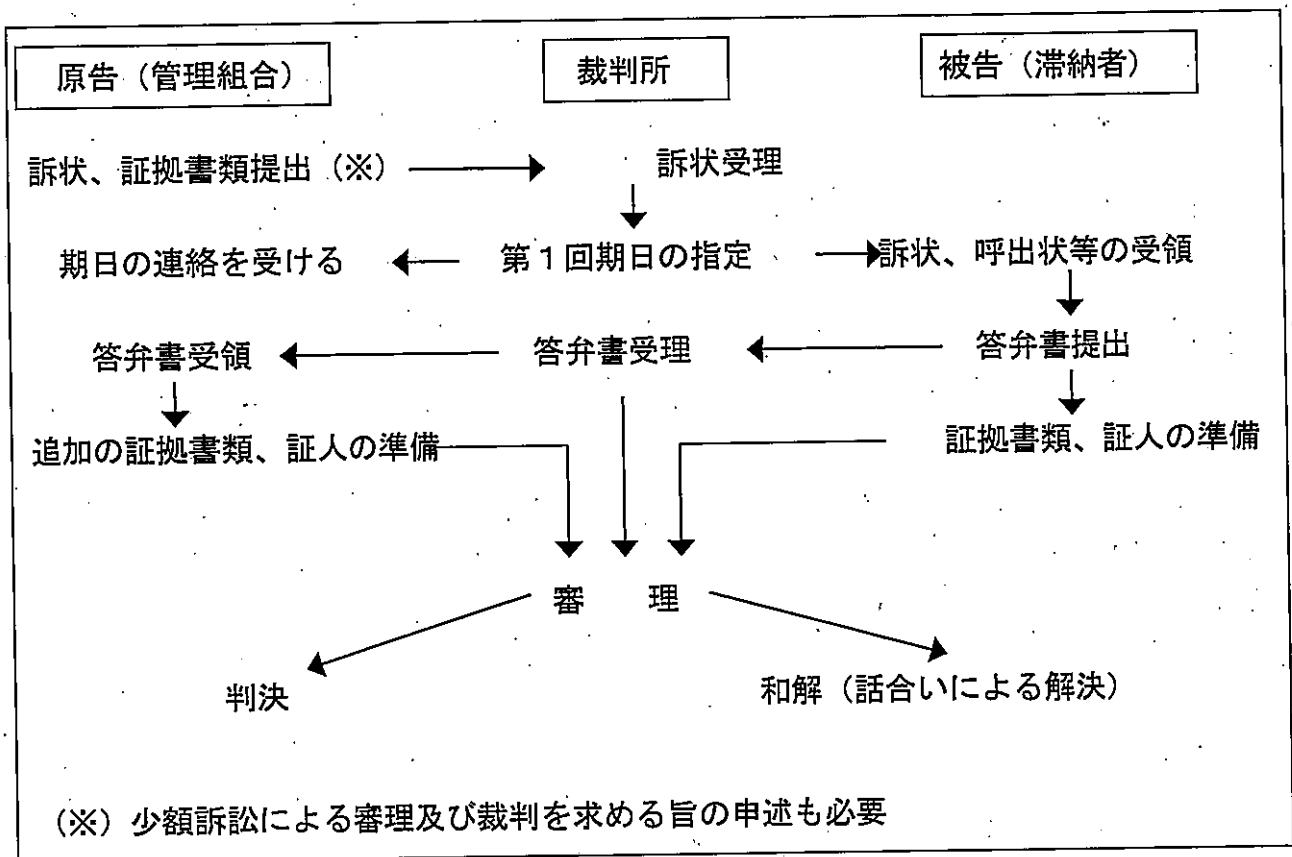 原告（管理組合）
裁判所
被告（滞納者）
訴状、証拠書類提出（※）
訴状受理
期日の連絡を受ける
第１回期日の指定
訴状、呼出状等の受領
答弁書受領
答弁書受理
答弁書提出
追加の証拠書類、証人の準備
証拠書類、証人の準備
審　理
判決
和解（話合いによる解決）
（※）少額訴訟による審理及び裁判を求める旨の申述も必要